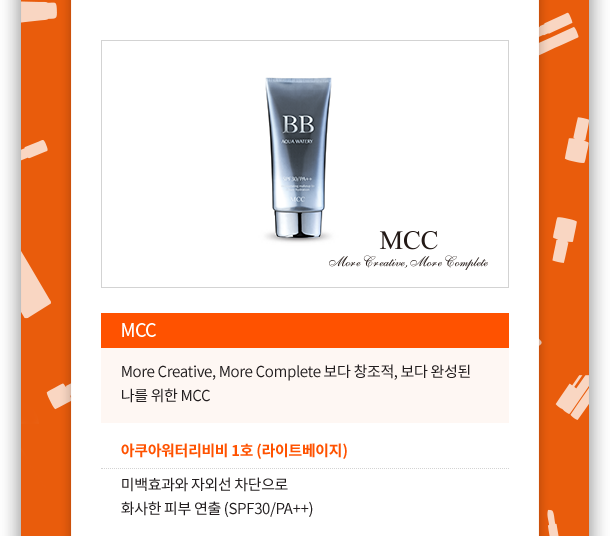 BB
AQUA WATERY
SPF30/PA++
MCC
MCC
More Creative, More Complete
MCC
More Creative, More Complete 보다 창조적, 보다 완성된
나를 위한 MCC
아쿠아워터리비비 1호 (라이트베이지)
미백효과와 자외선 차단으로
화사한 피부 연출 (SPF30/PA++)